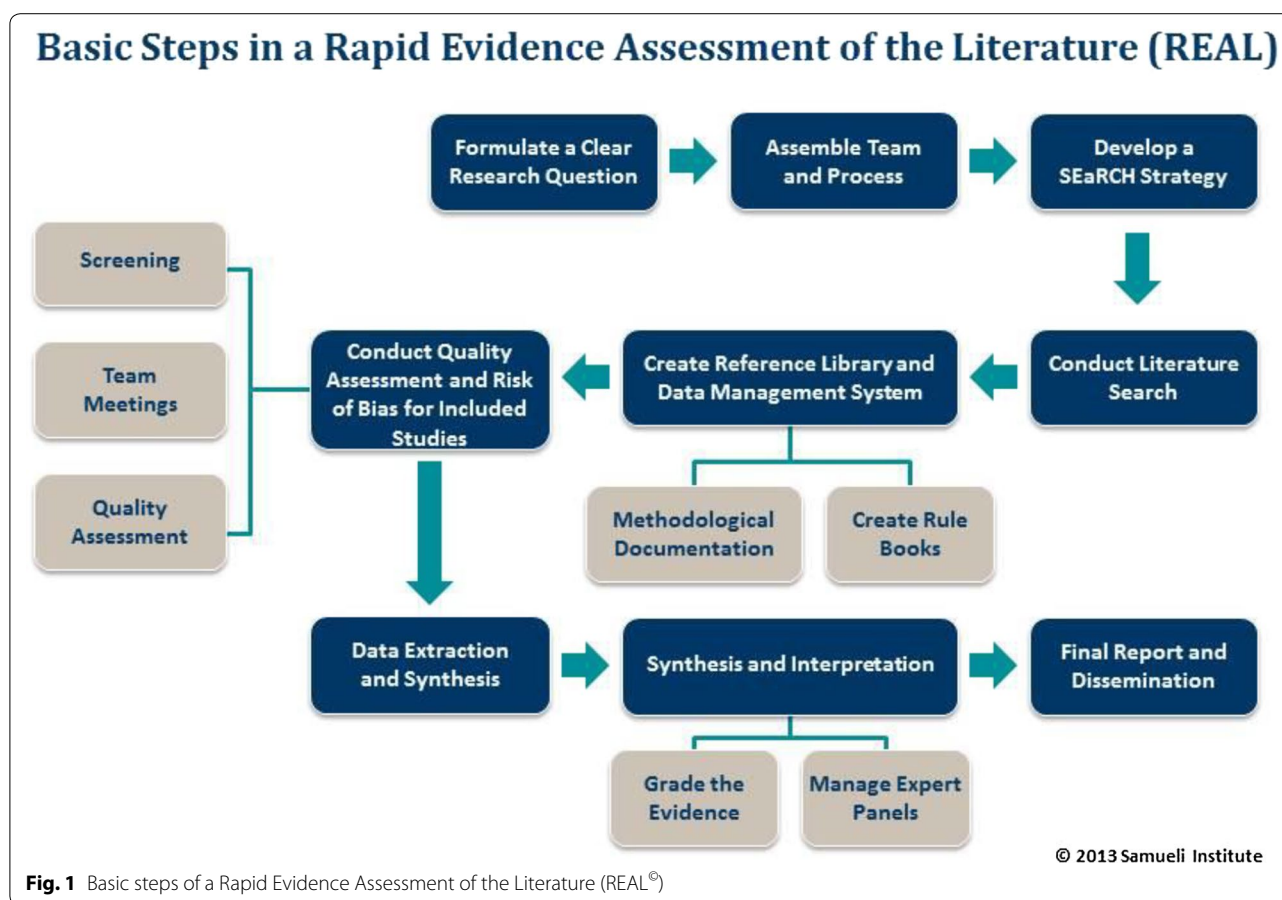 Basic Steps in a Rapid Evidence Assessment of the Literature (REAL)
Formulate a Clear
Research Question
Assemble Team
and Process
Develop a
SEaRCH Strategy
Conduct Literature
Search
Create Reference Library and
Data Management System
Methodological
Documentation
Create Rule
Books
Conduct Quality
Assessment and Risk
of Bias for Included
Studies
Screening
Team
Meetings
Quality
Assessment
Data Extraction
and Synthesis
Synthesis and Interpretation
Grade the
Evidence
Manage Expert
Panels
Final Report and
Dissemination
© 2013 Samueli Institute
Fig. 1 Basic steps of a Rapid Evidence Assessment of the Literature (REAL©)